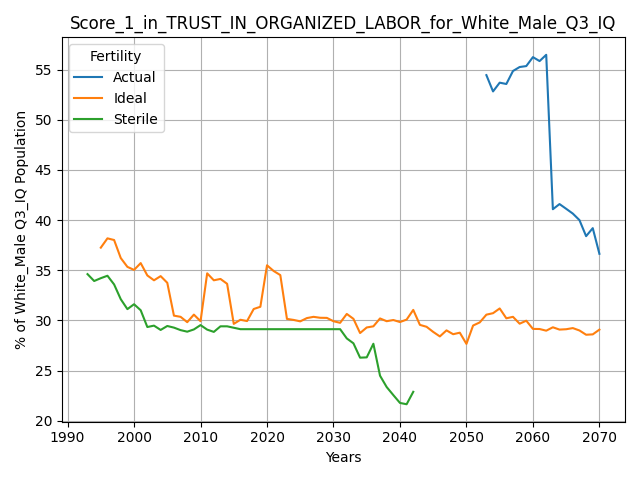 Score_1_in_TRUST_IN_ORGANIZED_LABOR_for_White_Male_Q3_IQ
Fertility
Actual
Ideal
Sterile
% of White_Male Q3_IQ Population
55
50
45
40
35
30
25
20
1990 2000 2010 2020 2030 2040 2050 2060 2070
Years